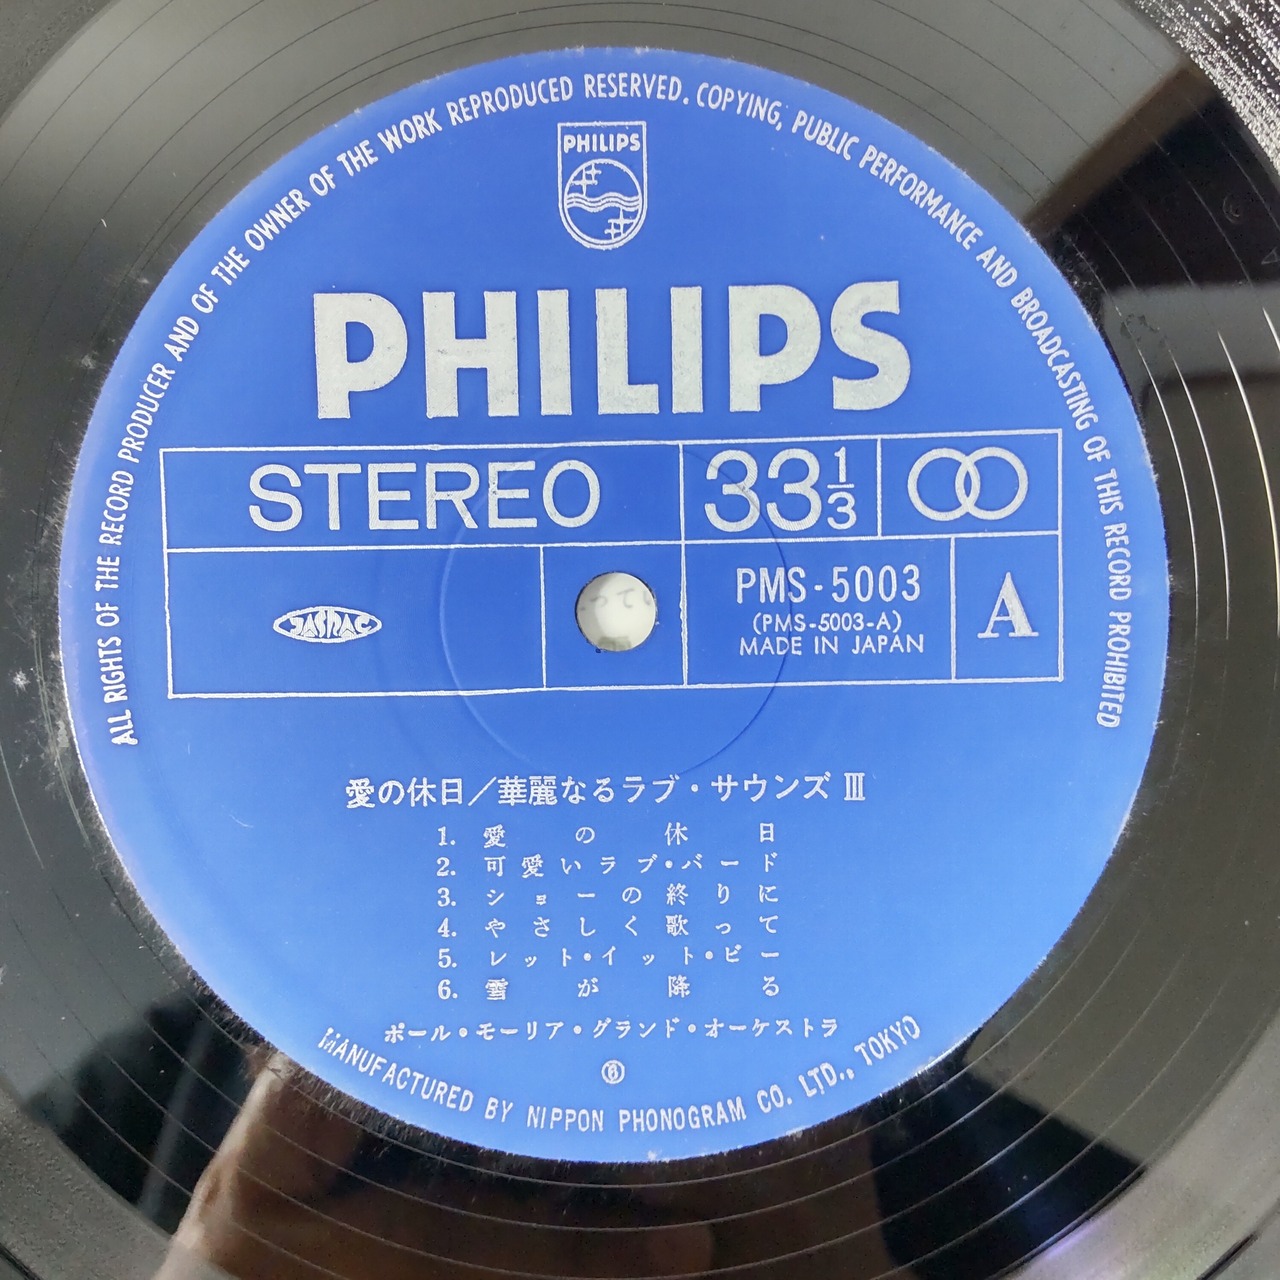 ALL RIGHTS OF THE RECORD PRODUCER AND OF THE OWNER OF THE WORK REPRODUCED RESERVED. COPYING, PUBLIC PERFORMANCE AND BROADCASTING OF THIS RECORD PROHIBITED
PHILIPS
PHILIPS
STEREO
33 1/3
JASRAC
PMS-5003
(PMS-5003-A)
MADE IN JAPAN
A
愛の休日／華麗なるラブ・サウンズ Ⅲ
1. 愛の休日
2. 可愛いラブ・バード
3. ショーの終りに
4. やさしく歌って
5. レット・イット・ビー
6. 雪が降る
ポール・モーリア・グランド・オーケストラ
MANUFACTURED BY NIPPON PHONOGRAM CO. LTD., TOKYO